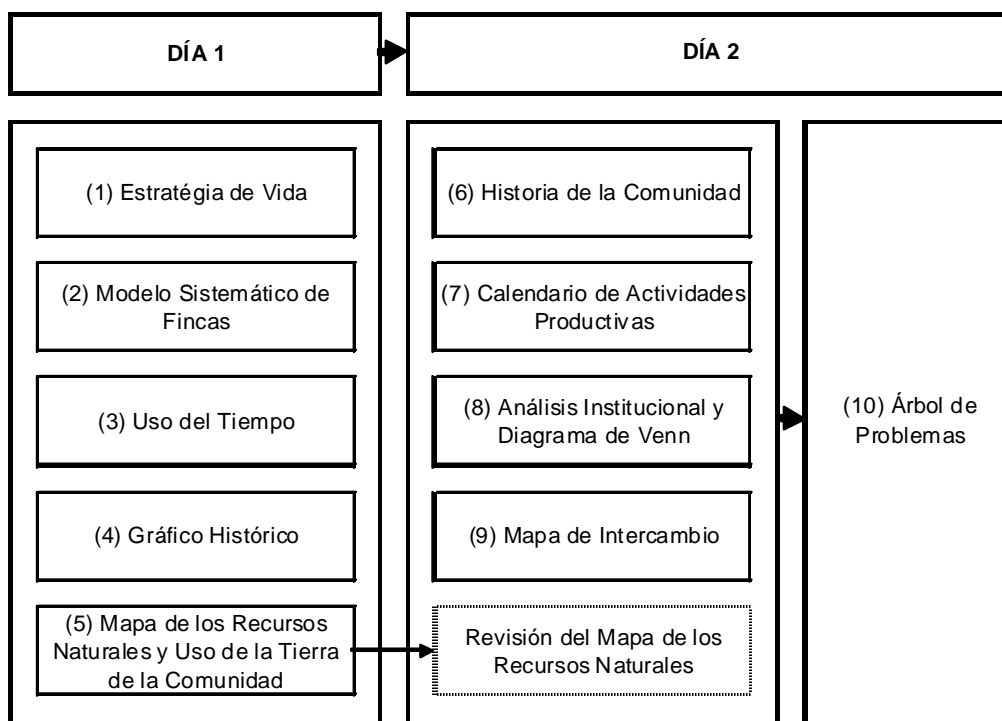 DÍA 1
DÍA 2
(1) Estratégia de Vida
(2) Modelo Sistemático de
Fincas
(3) Uso del Tiempo
(4) Gráfico Histórico
(5) Mapa de los Recursos
Naturales y Uso de la Tierra
de la Comunidad
(6) Historia de la Comunidad
(7) Calendario de Actividades
Productivas
(8) Análisis Institucional y
Diagrama de Venn
(9) Mapa de Intercambio
Revisión del Mapa de los
Recursos Naturales
(10) Árbol de
Problemas